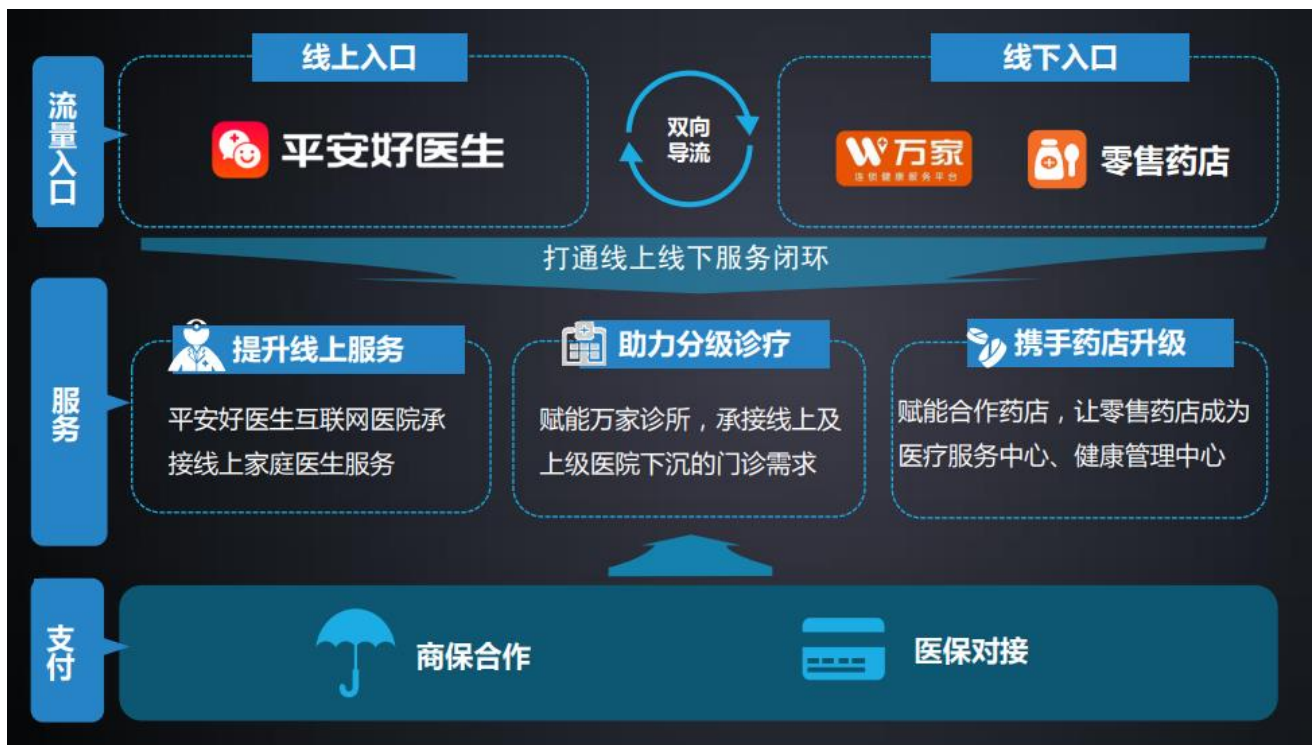 流量入口
线上入口
平安好医生
双向
导流
线下入口
万家
连锁健康服务平台
零售药店
打通线上线下服务闭环
服务
提升线上服务
平安好医生互联网医院承
接线上家庭医生服务
助力分级诊疗
赋能万家诊所，承接线上及
上级医院下沉的门诊需求
携手药店升级
赋能合作药店，让零售药店成为
医疗服务中心、健康管理中心
支付
商保合作
医保对接